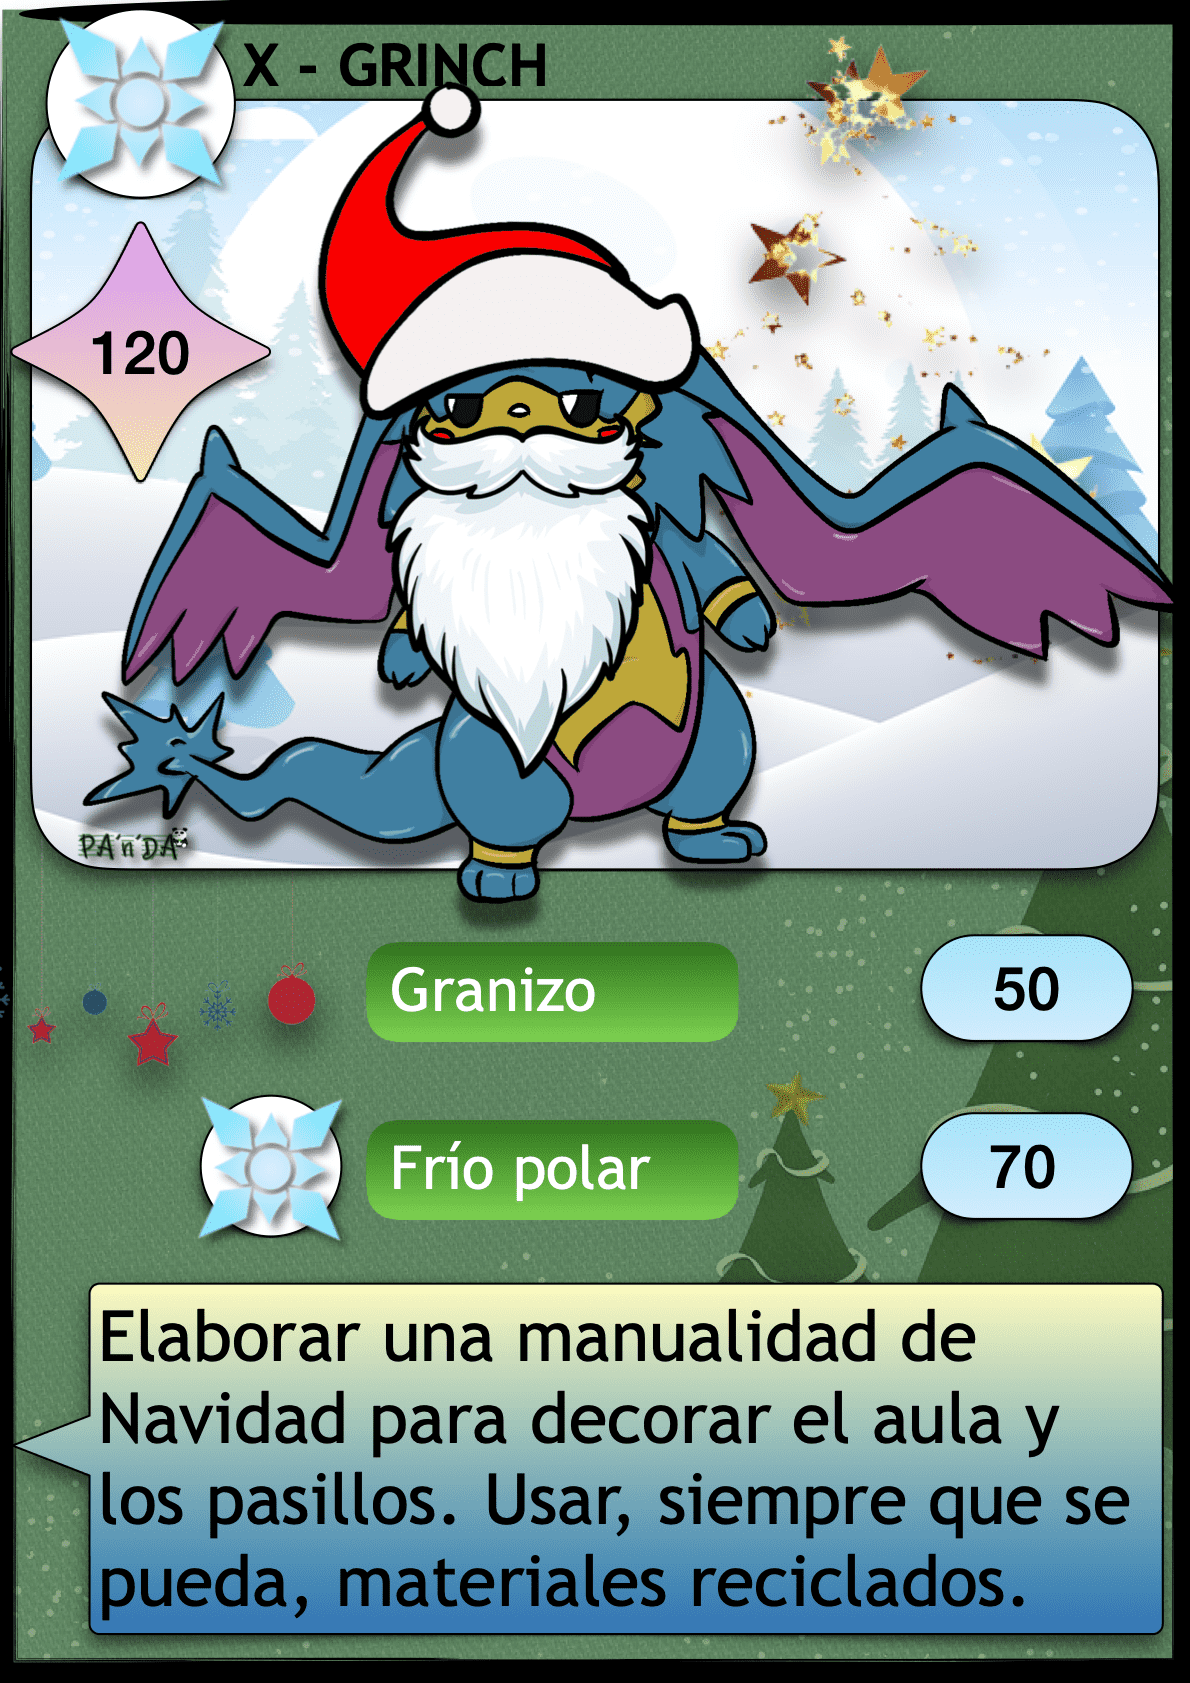 X - GRINCH
120
PA'n'DA
Granizo
50
Frío polar
70
Elaborar una manualidad de
Navidad para decorar el aula y
los pasillos. Usar, siempre que se
pueda, materiales reciclados.